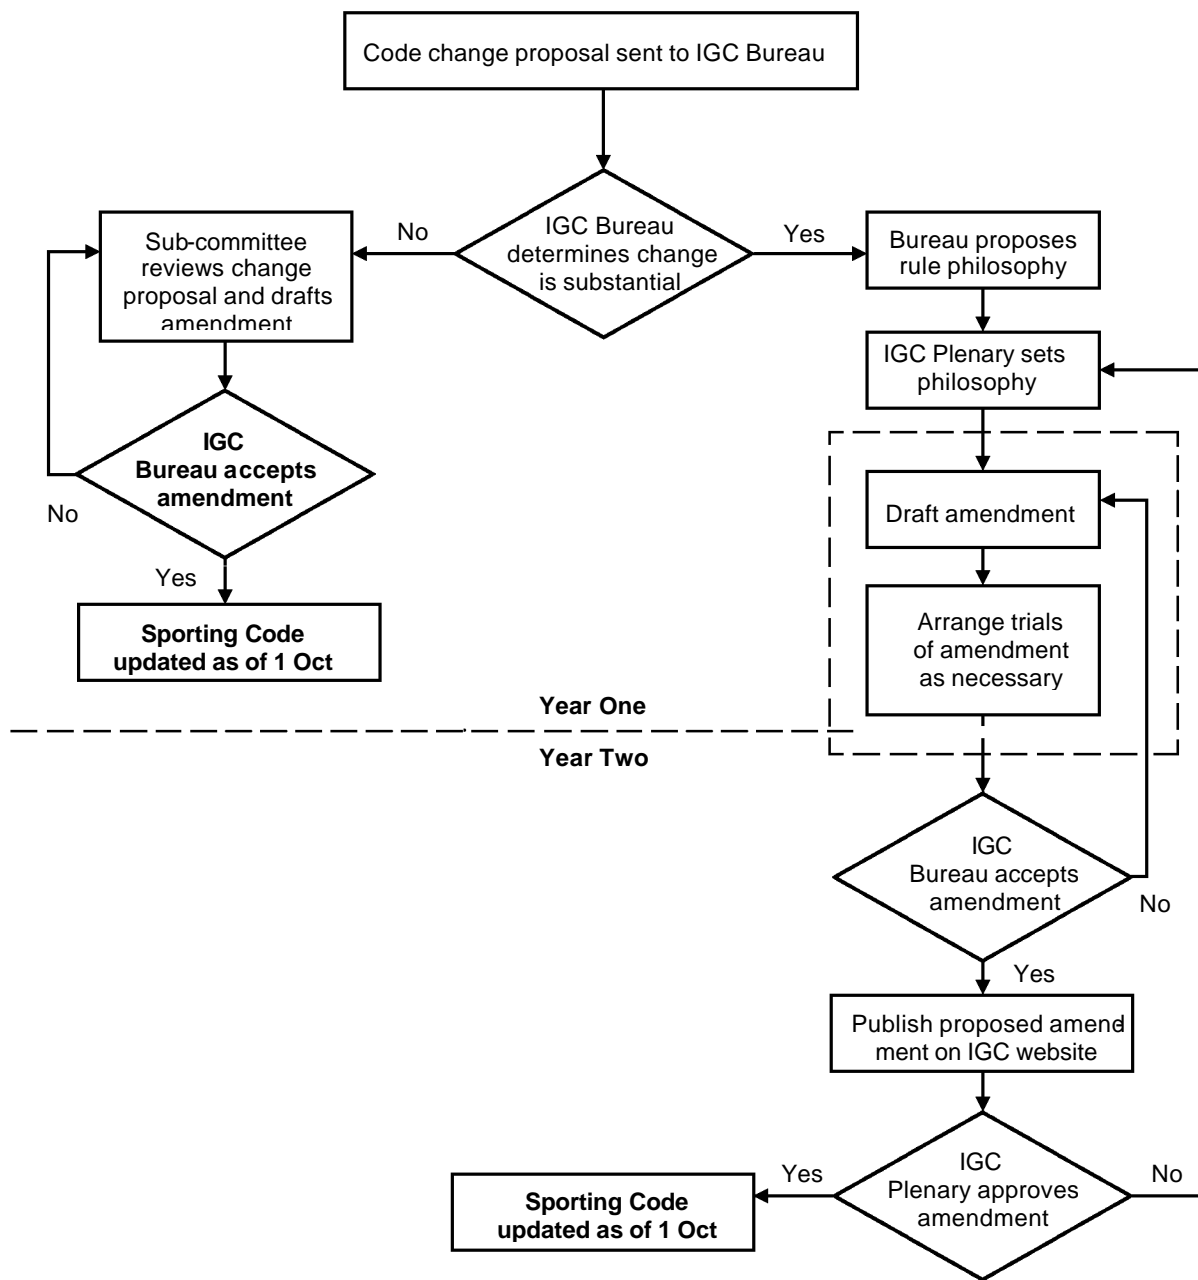 Code change proposal sent to IGC Bureau
IGC Bureau
determines change
is substantial
No
Yes
Sub-committee
reviews change
proposal and drafts
amendment
Bureau proposes
rule philosophy
IGC Plenary sets
philosophy
IGC
Bureau accepts
amendment
No
Yes
Draft amendment
Sporting Code
updated as of 1 Oct
Arrange trials
of amendment
as necessary
Year One
Year Two
IGC
Bureau accepts
amendment
No
Yes
Publish proposed amend-
ment on IGC website
IGC
Plenary approves
amendment
Yes
No
Sporting Code
updated as of 1 Oct